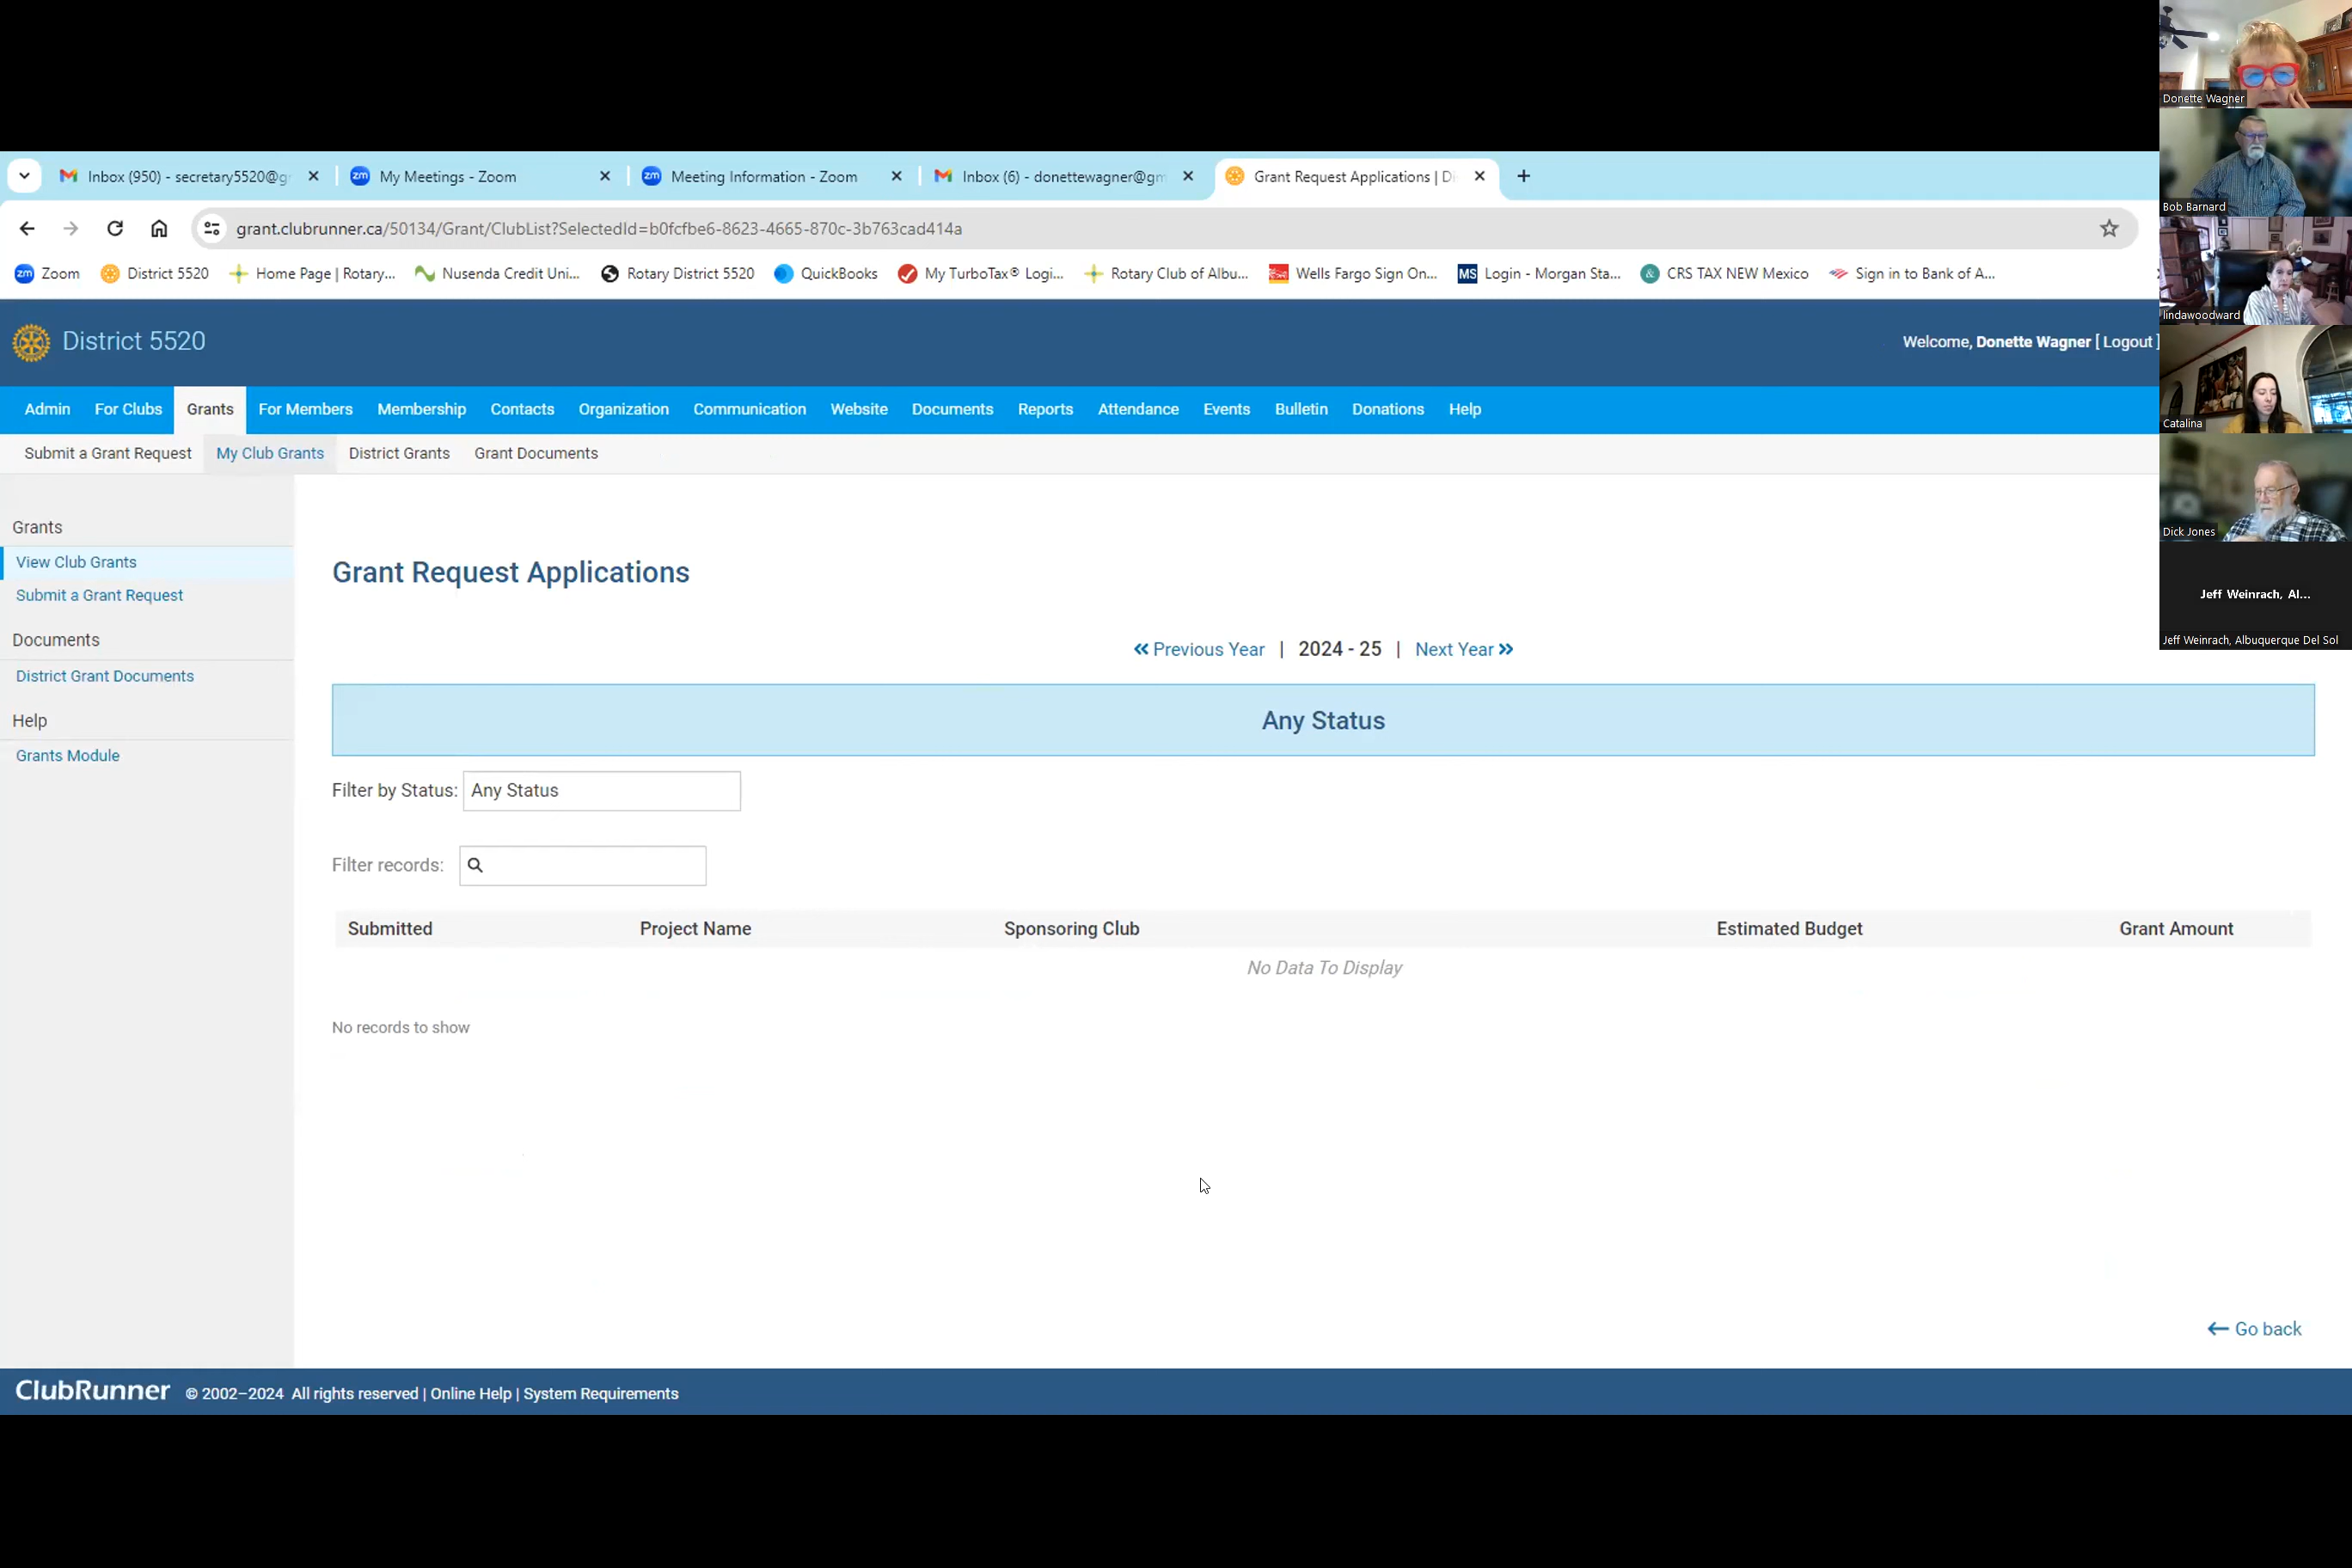 Inbox (950) - secretary5520@gr
My Meetings - Zoom
Meeting Information - Zoom
Inbox (6) - donettewagner@gm
Grant Request Applications | Di
grant.clubrunner.ca/50134/Grant/ClubList?SelectedId=b0fcfbe6-8623-4665-870c-3b763cad414a
zm Zoom
District 5520
Home Page | Rotary...
Nusenda Credit Uni...
Rotary District 5520
QuickBooks
My TurboTax® Logi...
Rotary Club of Albu...
Wells Fargo Sign On...
MS Login - Morgan Sta...
CRS TAX NEW Mexico
Sign in to Bank of A...
District 5520
Welcome, Donette Wagner [ Logout ]
Admin For Clubs Grants For Members Membership Contacts Organization Communication Website Documents Reports Attendance Events Bulletin Donations Help
Submit a Grant Request My Club Grants District Grants Grant Documents
Grants
View Club Grants
Submit a Grant Request
Documents
District Grant Documents
Help
Grants Module
Grant Request Applications
Previous Year | 2024 - 25 | Next Year
Any Status
Filter by Status: Any Status
Filter records:
Submitted Project Name Sponsoring Club Estimated Budget Grant Amount
No Data To Display
No records to show
Go back
ClubRunner © 2002–2024 All rights reserved | Online Help | System Requirements
Donette Wagner
Bob Barnard
lindawoodward
Catalina
Dick Jones
Jeff Weinrach, Al...
Jeff Weinrach, Albuquerque Del Sol